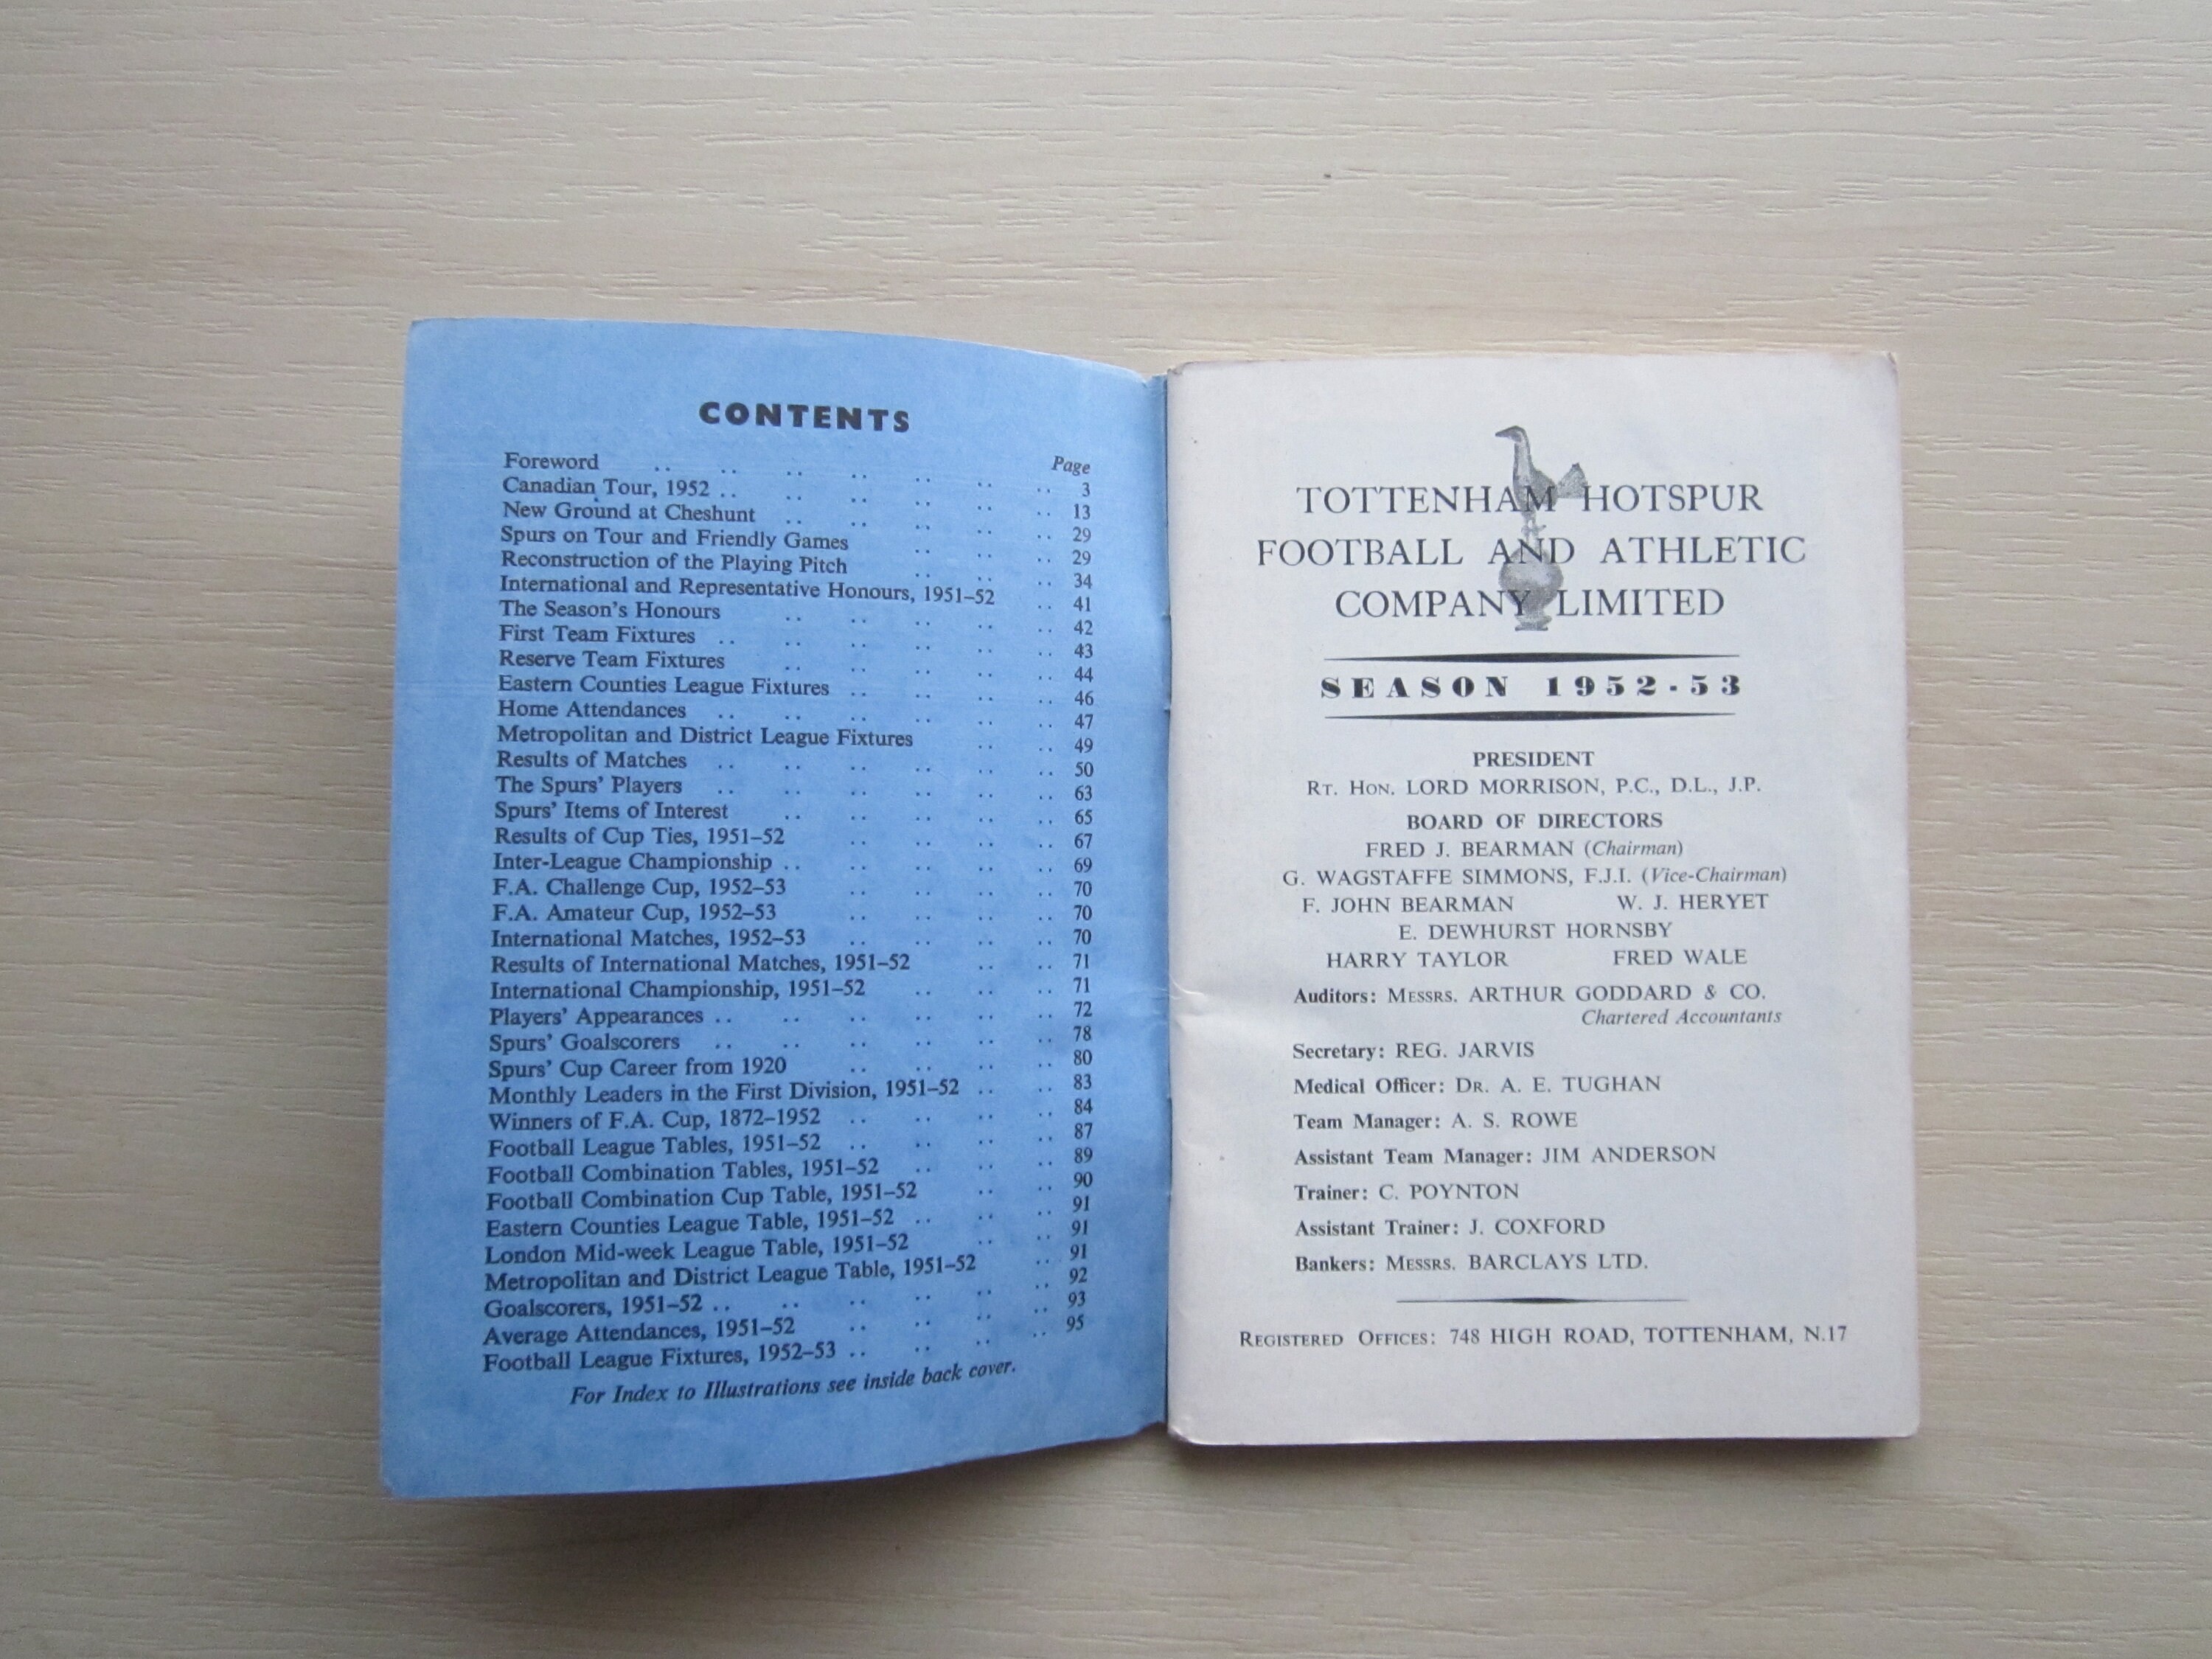 CONTENTS
Page
Foreword .. .. .. .. .. .. .. 3
Canadian Tour, 1952 .. .. .. .. .. .. 13
New Ground at Cheshunt .. .. .. .. .. 29
Spurs on Tour and Friendly Games .. .. .. 29
Reconstruction of the Playing Pitch .. .. .. 34
International and Representative Honours, 1951–52 .. 41
The Season's Honours .. .. .. .. .. 42
First Team Fixtures .. .. .. .. .. .. 43
Reserve Team Fixtures .. .. .. .. .. 44
Eastern Counties League Fixtures .. .. .. .. 46
Home Attendances .. .. .. .. .. .. 47
Metropolitan and District League Fixtures .. .. 49
Results of Matches .. .. .. .. .. .. 50
The Spurs' Players .. .. .. .. .. .. 63
Spurs' Items of Interest .. .. .. .. .. 65
Results of Cup Ties, 1951–52 .. .. .. .. 67
Inter-League Championship .. .. .. .. .. 69
F.A. Challenge Cup, 1952–53 .. .. .. .. 70
F.A. Amateur Cup, 1952–53 .. .. .. .. 70
International Matches, 1952–53 .. .. .. .. 70
Results of International Matches, 1951–52 .. .. 71
International Championship, 1951–52 .. .. .. 71
Players' Appearances .. .. .. .. .. .. 72
Spurs' Goalscorers .. .. .. .. .. .. 78
Spurs' Cup Career from 1920 .. .. .. .. 80
Monthly Leaders in the First Division, 1951–52 .. .. 83
Winners of F.A. Cup, 1872–1952 .. .. .. .. 84
Football League Tables, 1951–52 .. .. .. .. 87
Football Combination Tables, 1951–52 .. .. .. 89
Football Combination Cup Table, 1951–52 .. .. 90
Eastern Counties League Table, 1951–52 .. .. .. 91
London Mid-week League Table, 1951–52 .. .. 91
Metropolitan and District League Table, 1951–52 .. 91
Goalscorers, 1951–52 .. .. .. .. .. .. 92
Average Attendances, 1951–52 .. .. .. .. 93
Football League Fixtures, 1952–53 .. .. .. .. 95
For Index to Illustrations see inside back cover.
TOTTENHAM HOTSPUR
FOOTBALL AND ATHLETIC
COMPANY LIMITED
SEASON 1952-53
PRESIDENT
RT. HON. LORD MORRISON, P.C., D.L., J.P.
BOARD OF DIRECTORS
FRED J. BEARMAN (Chairman)
G. WAGSTAFFE SIMMONS, F.J.I. (Vice-Chairman)
F. JOHN BEARMAN W. J. HERYET
E. DEWHURST HORNSBY
HARRY TAYLOR FRED WALE
Auditors: MESSRS. ARTHUR GODDARD & CO.
Chartered Accountants
Secretary: REG. JARVIS
Medical Officer: DR. A. E. TUGHAN
Team Manager: A. S. ROWE
Assistant Team Manager: JIM ANDERSON
Trainer: C. POYNTON
Assistant Trainer: J. COXFORD
Bankers: MESSRS. BARCLAYS LTD.
REGISTERED OFFICES: 748 HIGH ROAD, TOTTENHAM, N.17